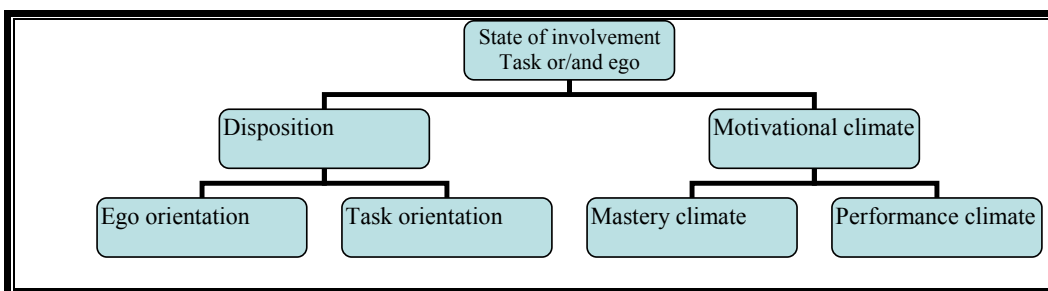 State of involvement
Task or/and ego
Disposition
Motivational climate
Ego orientation
Task orientation
Mastery climate
Performance climate